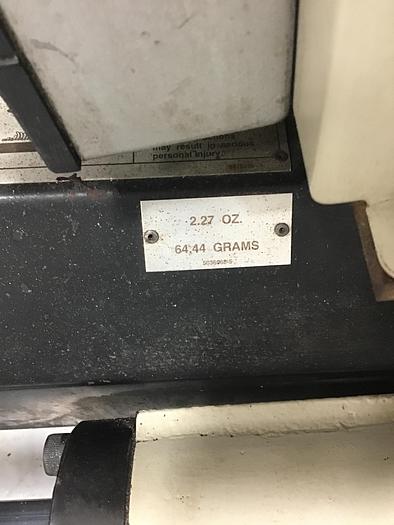 may result in serious
personal injury.
2.27 OZ.
64.44 GRAMS